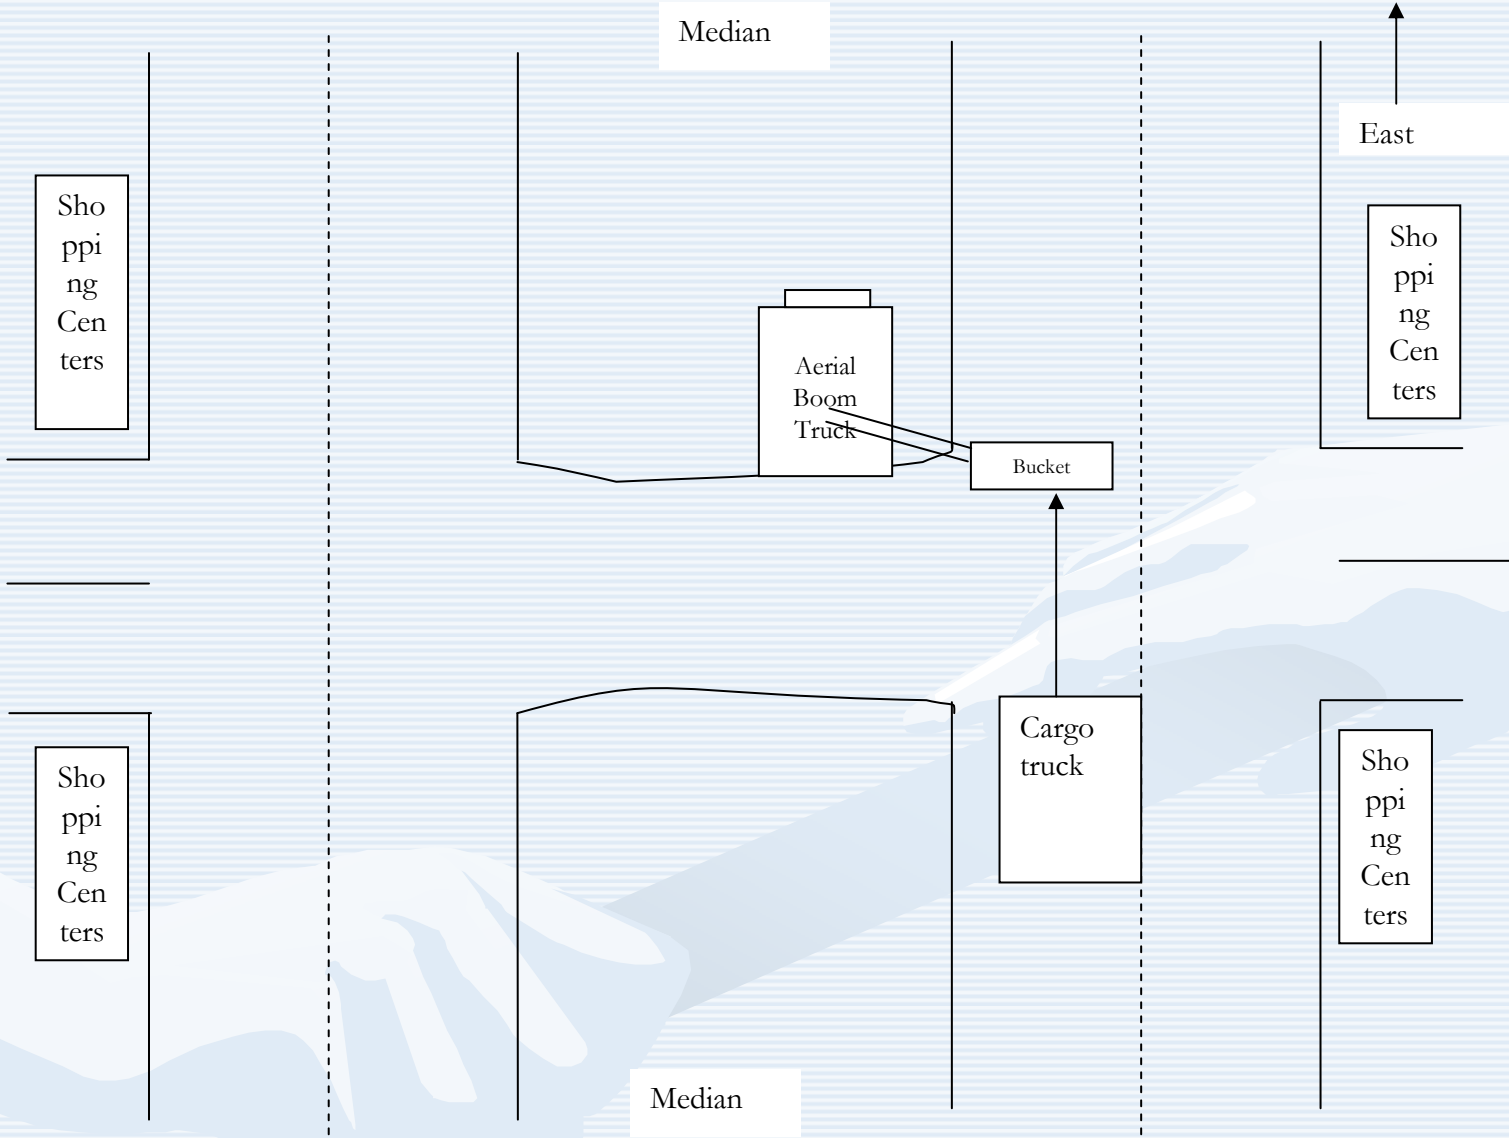 Median
East
Sho
ppi
ng
Cen
ters
Sho
ppi
ng
Cen
ters
Aerial
Boom
Truck
Bucket
Cargo
truck
Sho
ppi
ng
Cen
ters
Sho
ppi
ng
Cen
ters
Median